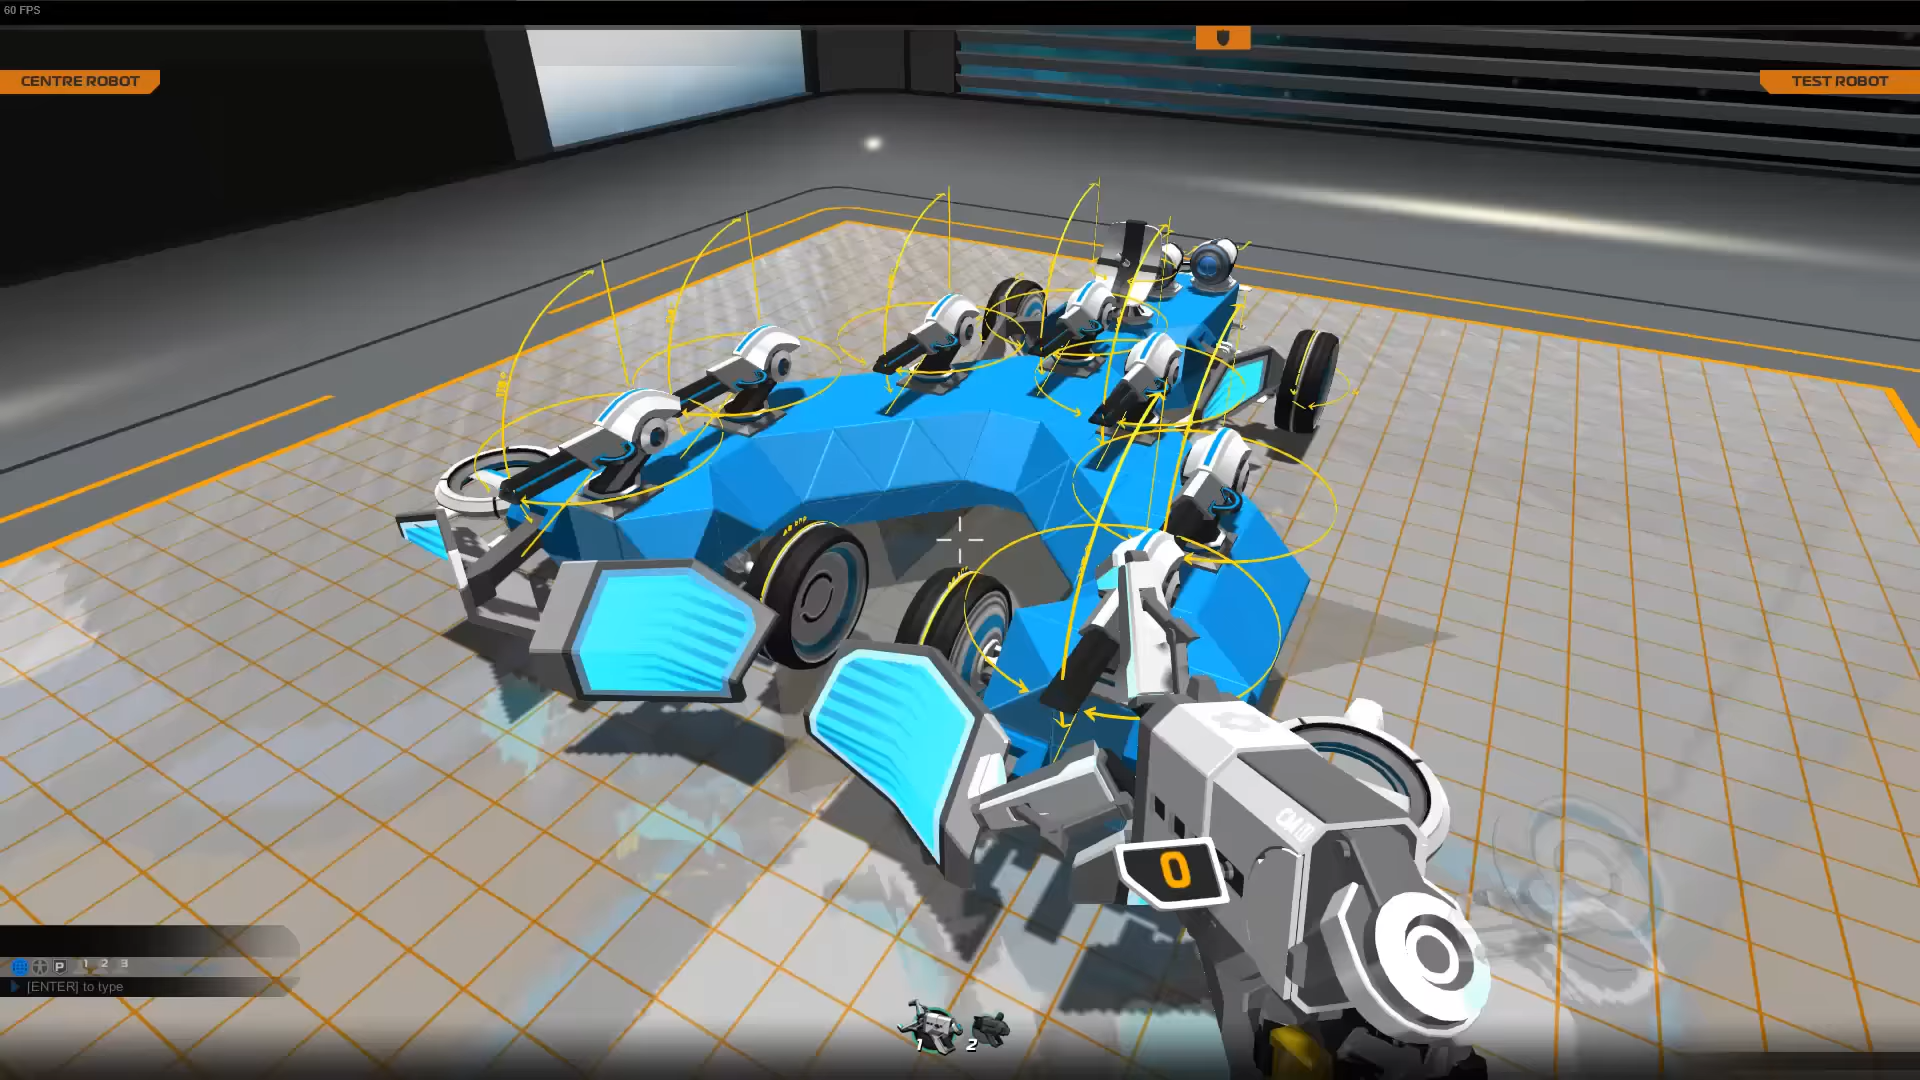 60 FPS
CENTRE ROBOT
TEST ROBOT
0
P 1 2 3
[ENTER] to type
1 2